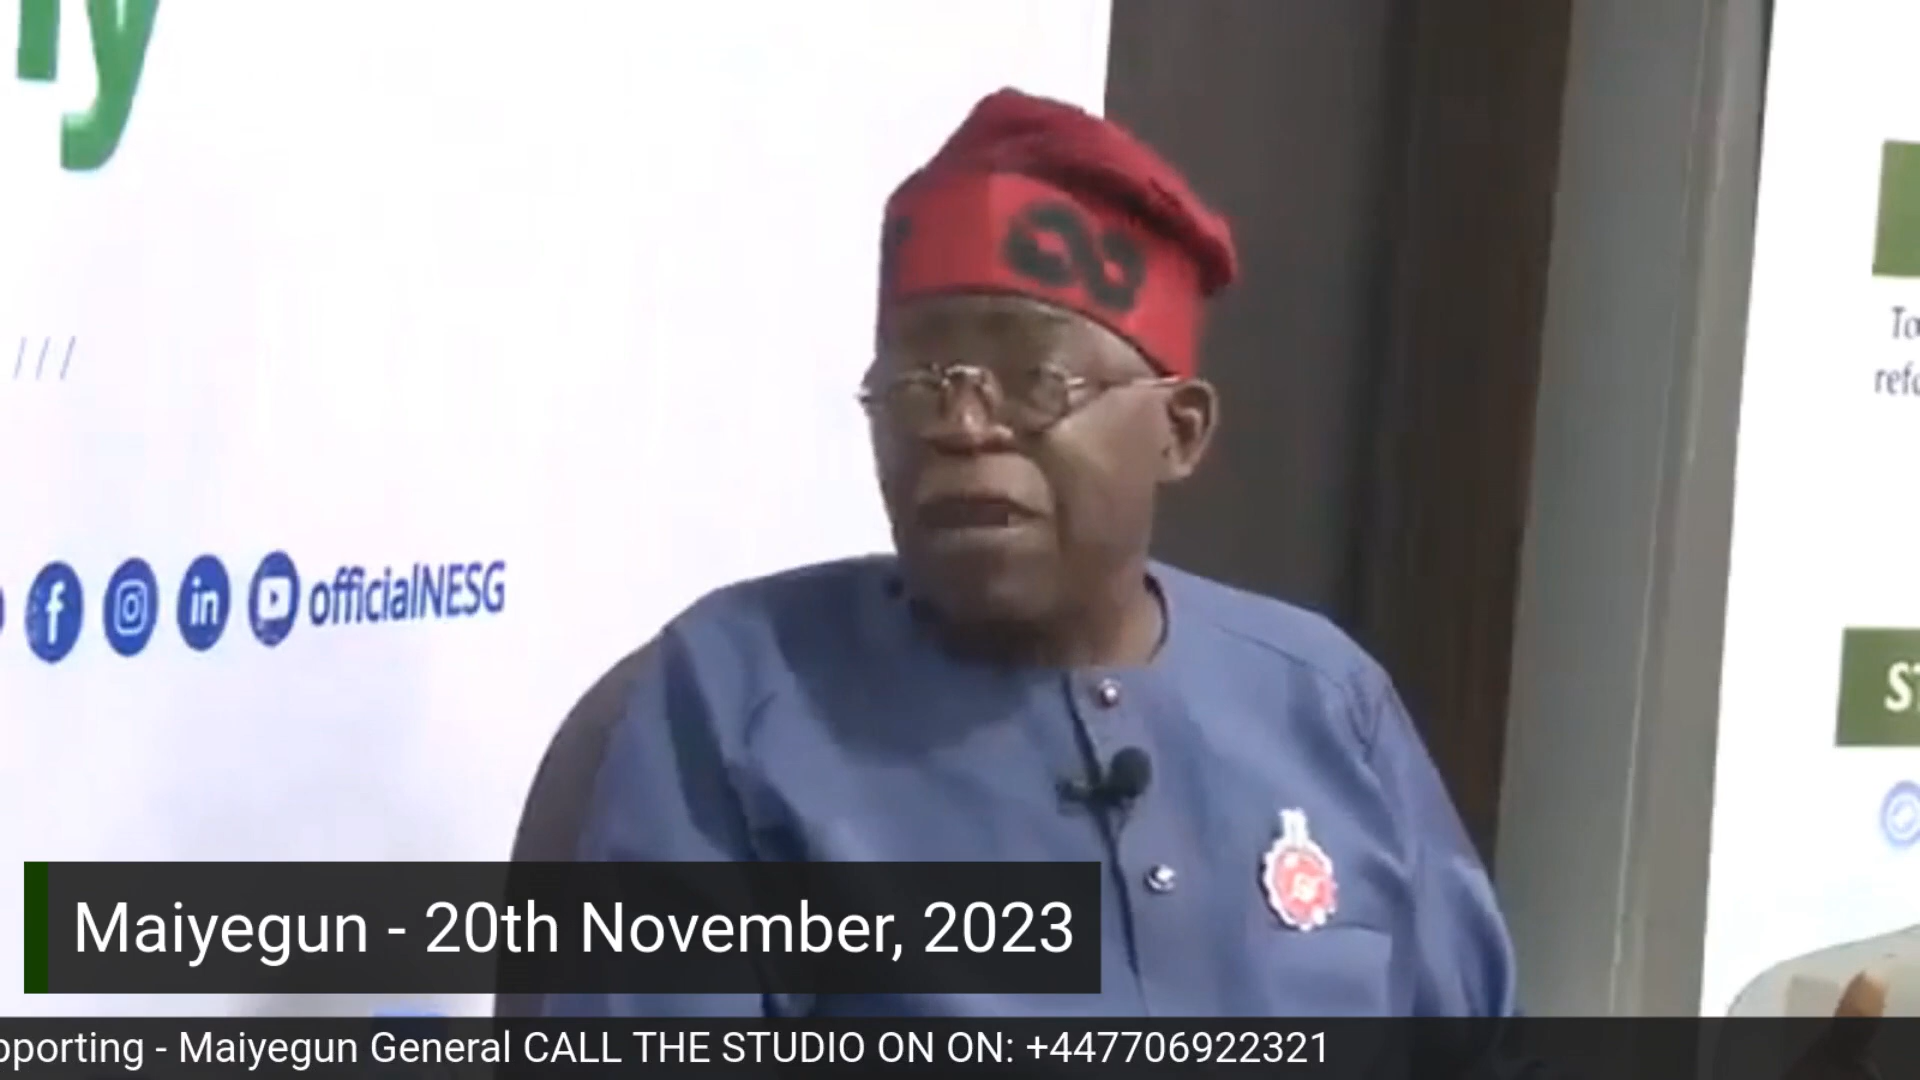 officialNESG
Maiyegun - 20th November, 2023
pporting - Maiyegun General CALL THE STUDIO ON ON: +447706922321